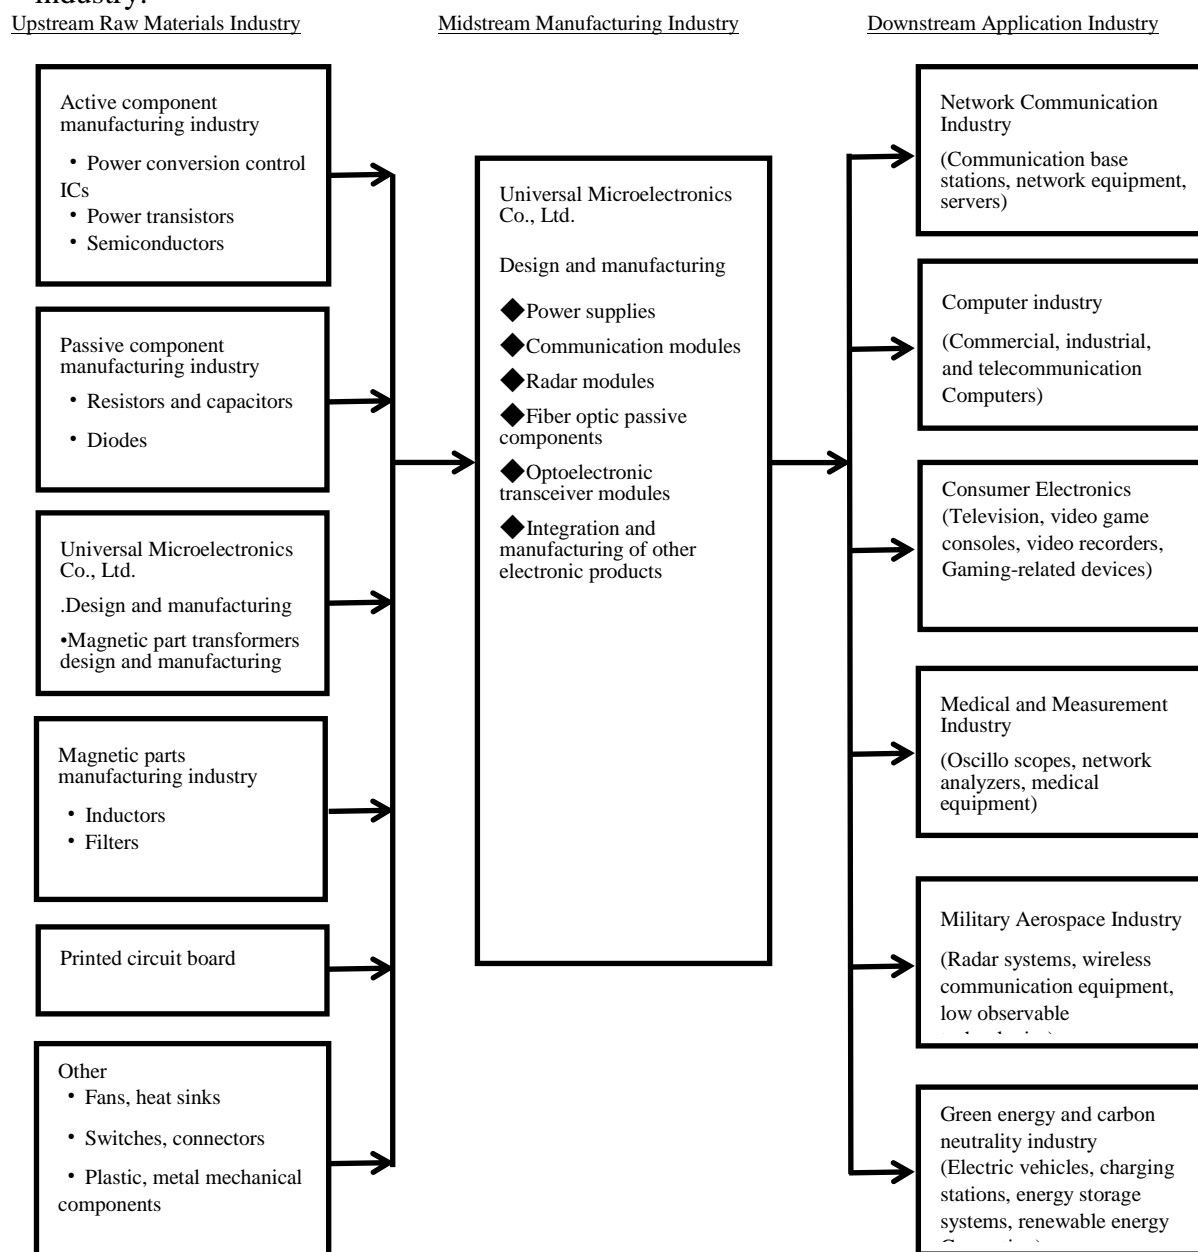 industry.
Upstream Raw Materials Industry
Midstream Manufacturing Industry
Downstream Application Industry
Active component
manufacturing industry
• Power conversion control
ICs
• Power transistors
• Semiconductors
Passive component
manufacturing industry
• Resistors and capacitors
• Diodes
Universal Microelectronics
Co., Ltd.
.Design and manufacturing
•Magnetic part transformers
design and manufacturing
Magnetic parts
manufacturing industry
• Inductors
• Filters
Printed circuit board
Other
• Fans, heat sinks
• Switches, connectors
• Plastic, metal mechanical
components
Universal Microelectronics
Co., Ltd.
Design and manufacturing
◆Power supplies
◆Communication modules
◆Radar modules
◆Fiber optic passive
components
◆Optoelectronic
transceiver modules
◆Integration and
manufacturing of other
electronic products
Network Communication
Industry
(Communication base
stations, network equipment,
servers)
Computer industry
(Commercial, industrial,
and telecommunication
Computers)
Consumer Electronics
(Television, video game
consoles, video recorders,
Gaming-related devices)
Medical and Measurement
Industry
(Oscillo scopes, network
analyzers, medical
equipment)
Military Aerospace Industry
(Radar systems, wireless
communication equipment,
low observable
Green energy and carbon
neutrality industry
(Electric vehicles, charging
stations, energy storage
systems, renewable energy